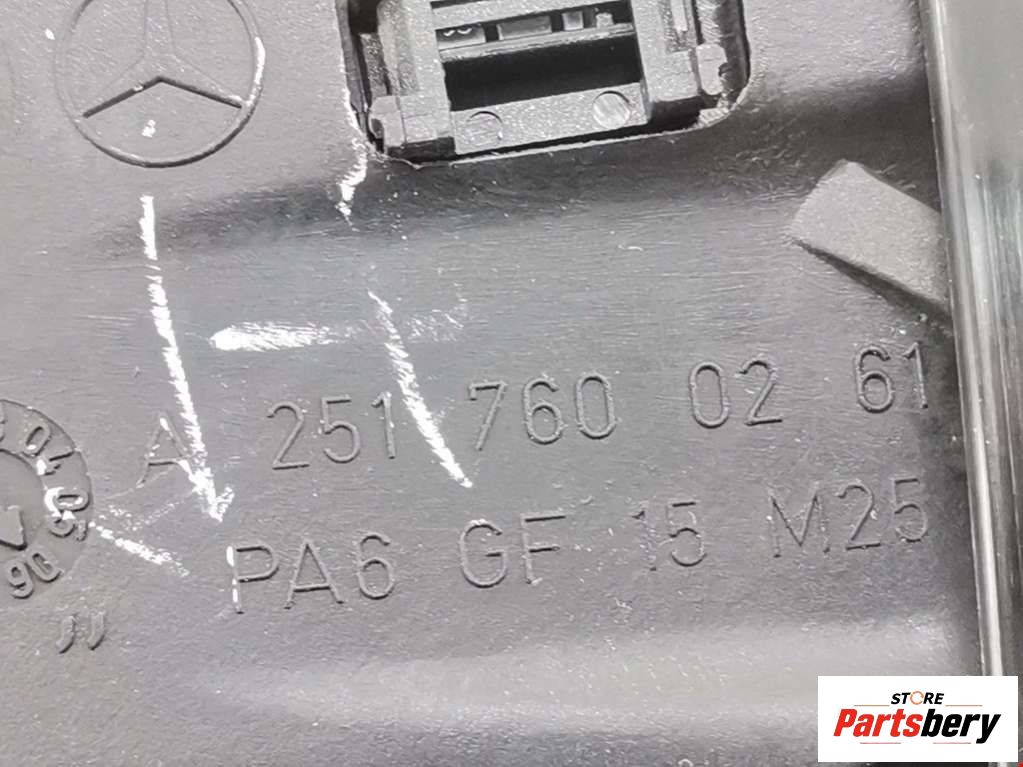 A 251 760 02 61
PA6 GF 15 M25
STORE
Partsbery